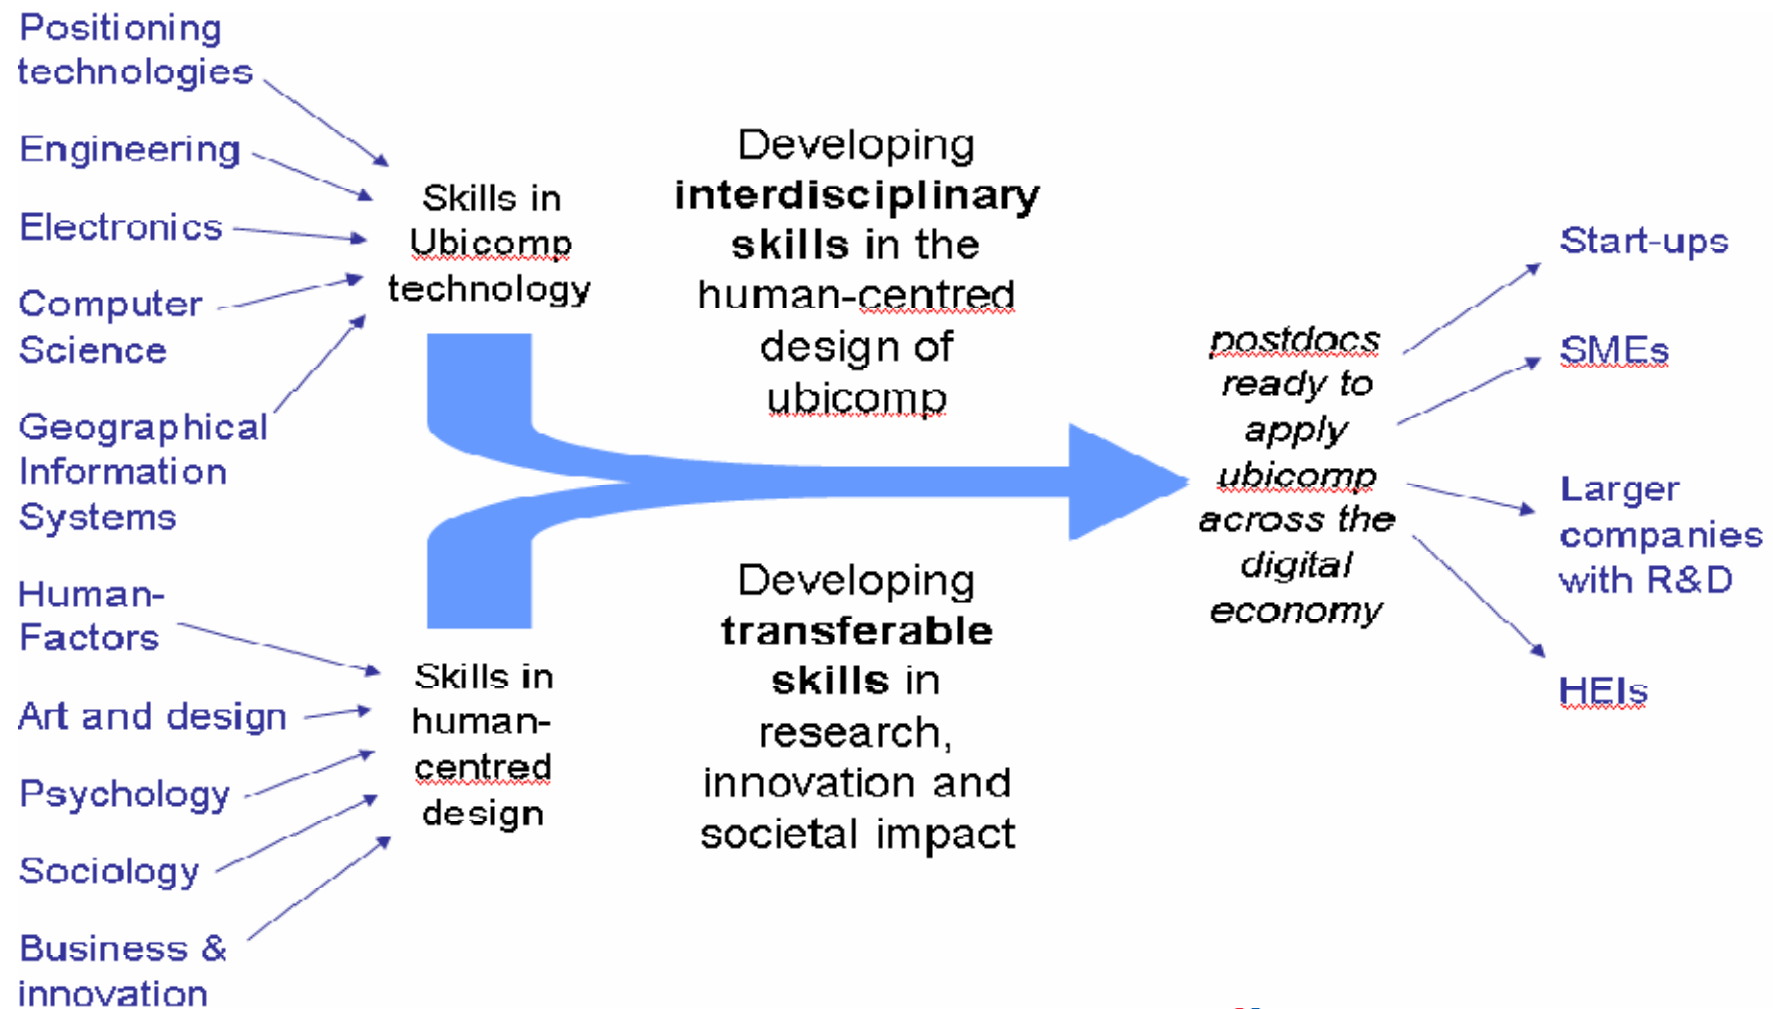 Positioning
technologies
Engineering
Electronics
Computer
Science
Geographical
Information
Systems
Human-
Factors
Art and design
Psychology
Sociology
Business &
innovation
Skills in
Ubicomp
technology
Skills in
human-
centred
design
Developing
interdisciplinary
skills in the
human-centred
design of
ubicomp
Developing
transferable
skills in
research,
innovation and
societal impact
postdocs
ready to
apply
ubicomp
across the
digital
economy
Start-ups
SMEs
Larger
companies
with R&D
HEIs